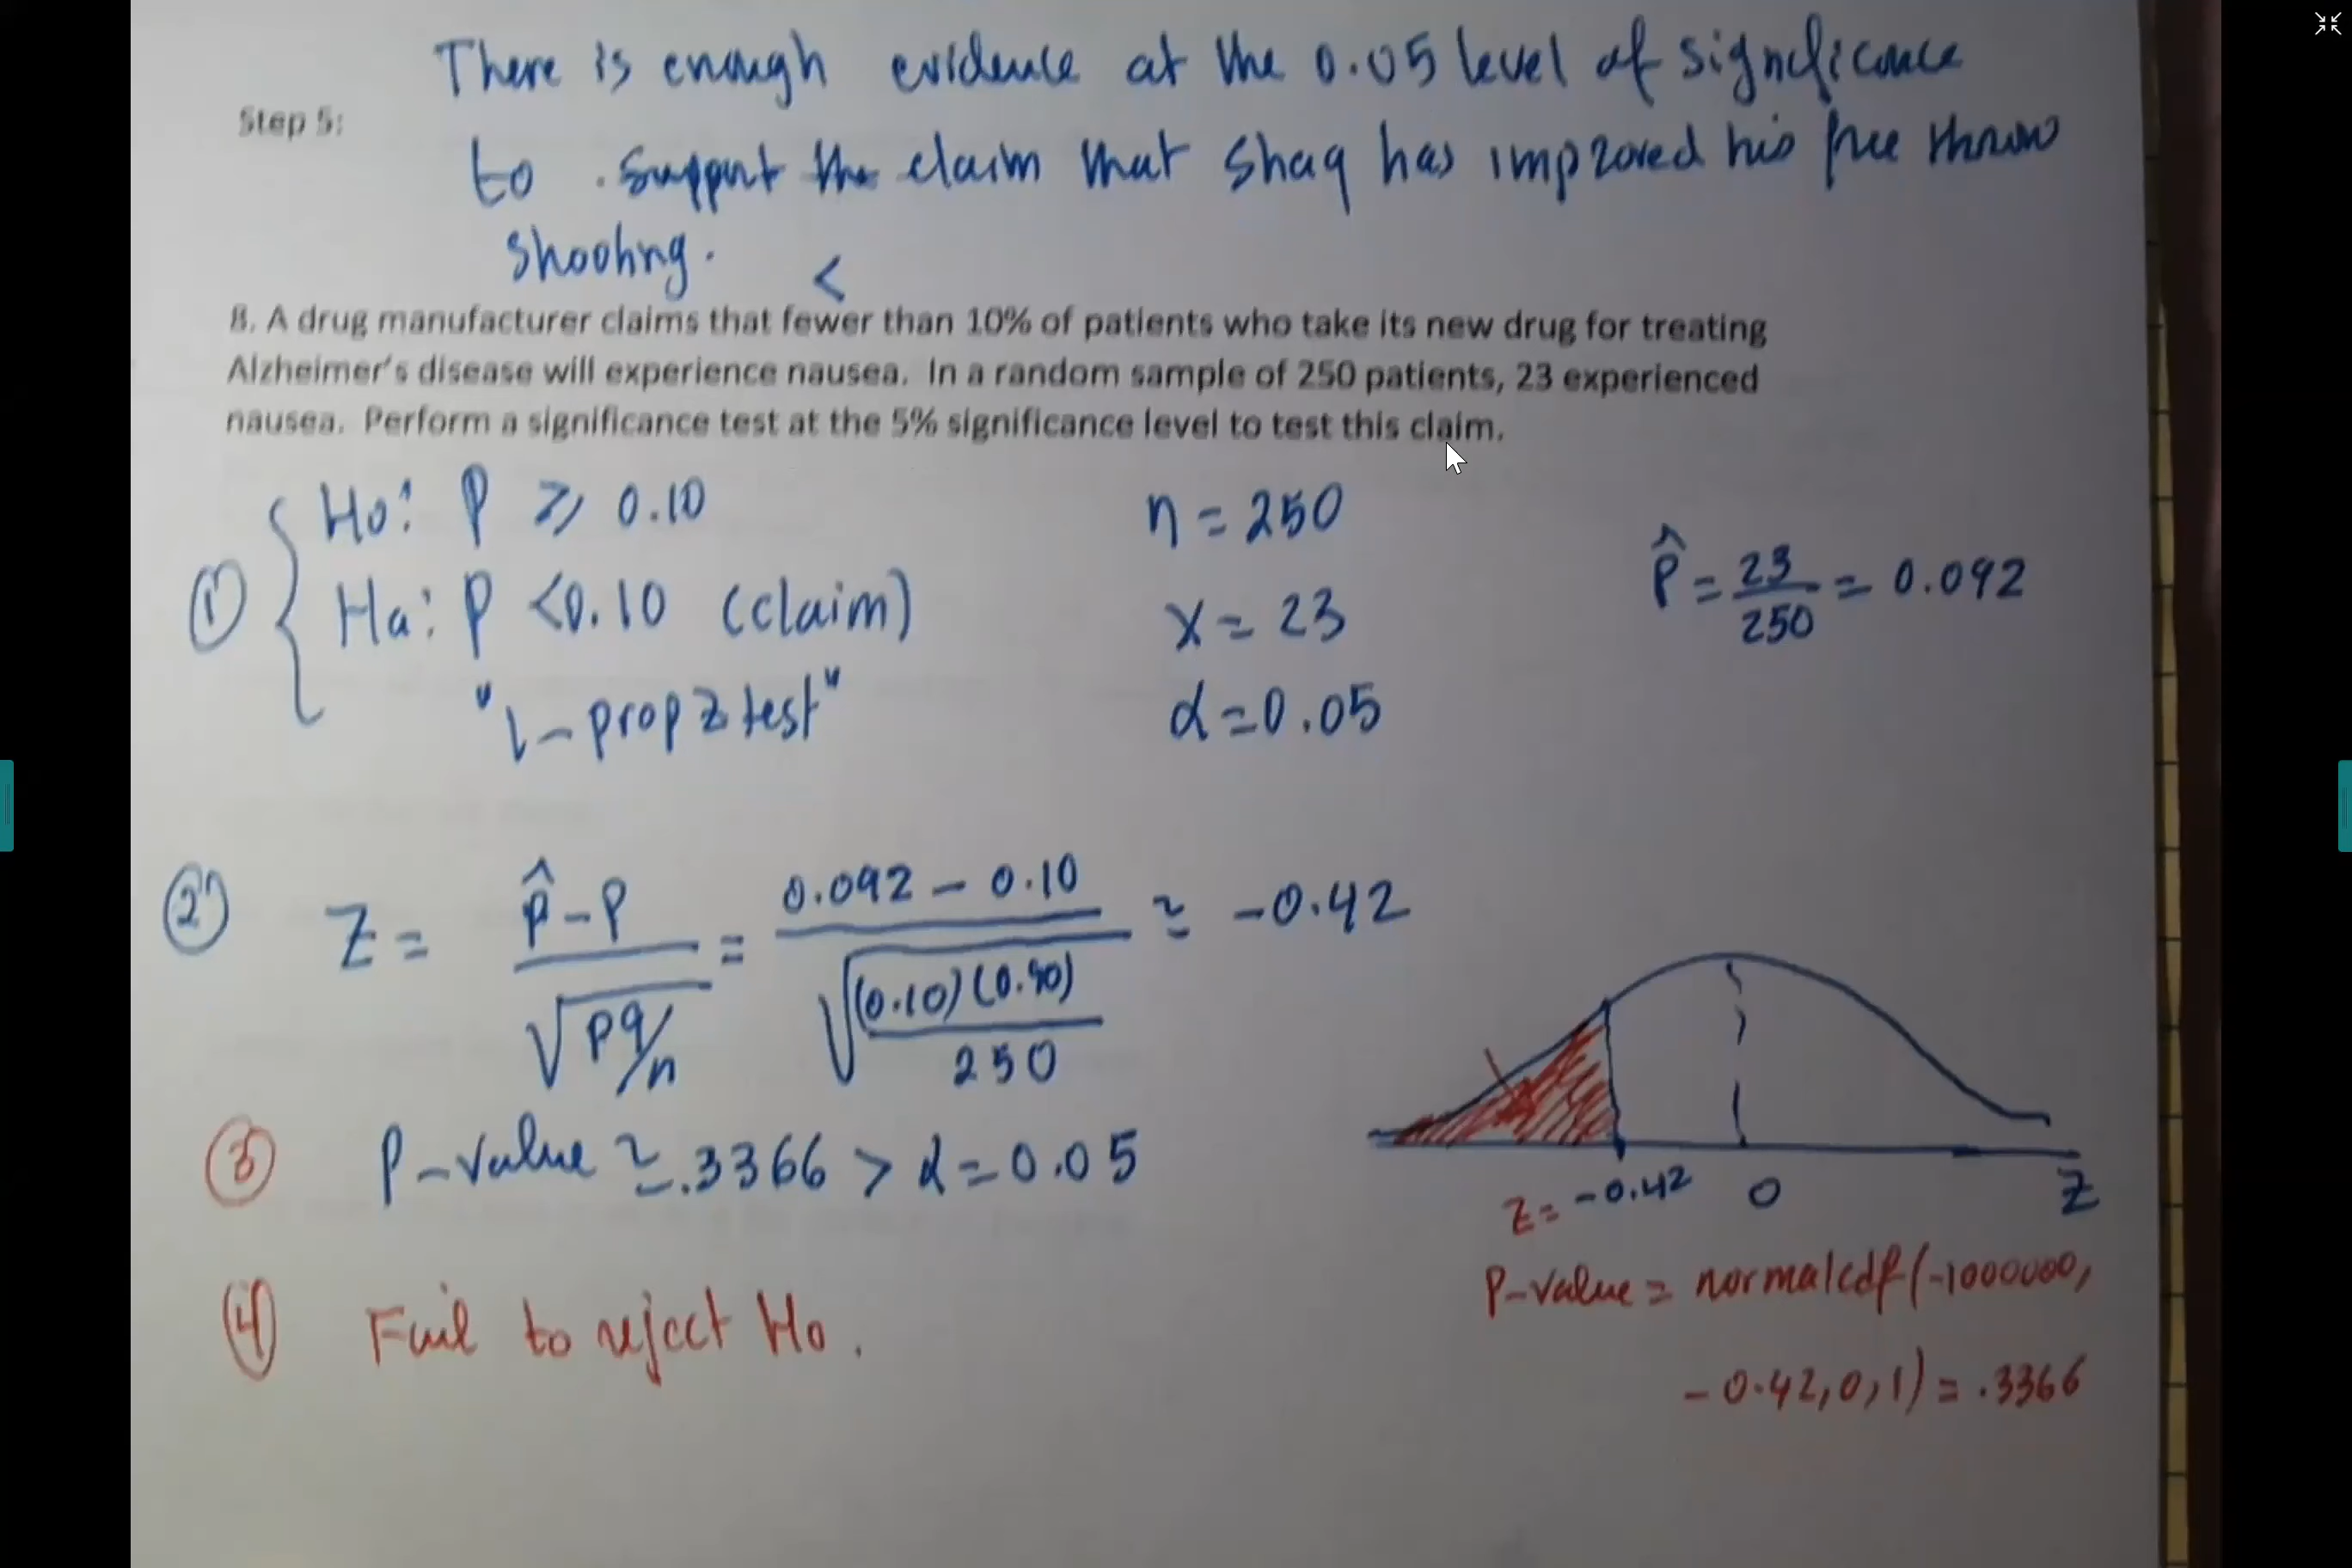 There is enough evidence at the 0.05 level of significance
Step 5:
to support the claim that Shaq has improved his free throw
shooting.
<
8. A drug manufacturer claims that fewer than 10% of patients who take its new drug for treating
Alzheimer's disease will experience nausea. In a random sample of 250 patients, 23 experienced
nausea. Perform a significance test at the 5% significance level to test this claim.
① { Ho: P ≥ 0.10
Ha: P < 0.10 (claim)
"1-prop z test"
n = 250
x = 23
α = 0.05
p̂ = 23/250 = 0.092
② Z = (p̂ - p)/√(pq/n) = (0.092 - 0.10)/√((0.10)(0.90)/250) ≅ -0.42
③ P-value ≅ .3366 > α = 0.05
④ Fail to reject Ho.
Z = -0.42 0 Z
P-value = normalcdf(-1000000,
-0.42, 0, 1) = .3366